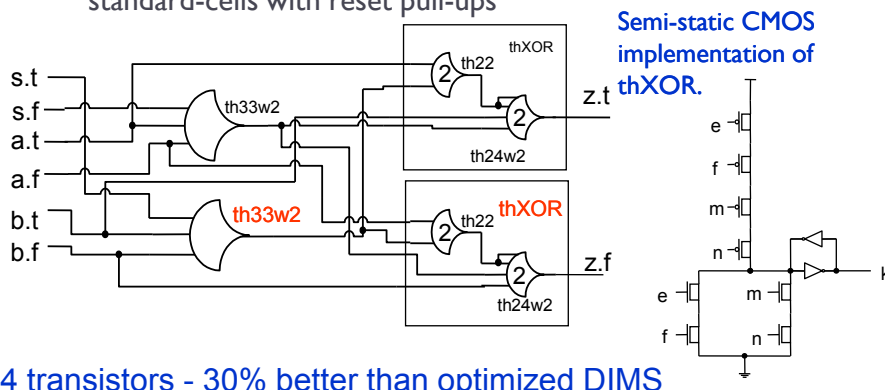 standard-cells with reset pull-ups
Semi-static CMOS
implementation of
thXOR.
thXOR
2
th22
2
th24w2
z.t
s.t
s.f
a.t
a.f
b.t
b.f
th33w2
th33w2
thXOR
2
th22
2
th24w2
z.f
e
f
m
n
e
m
f
n
4 transistors - 30% better than optimized DIMS